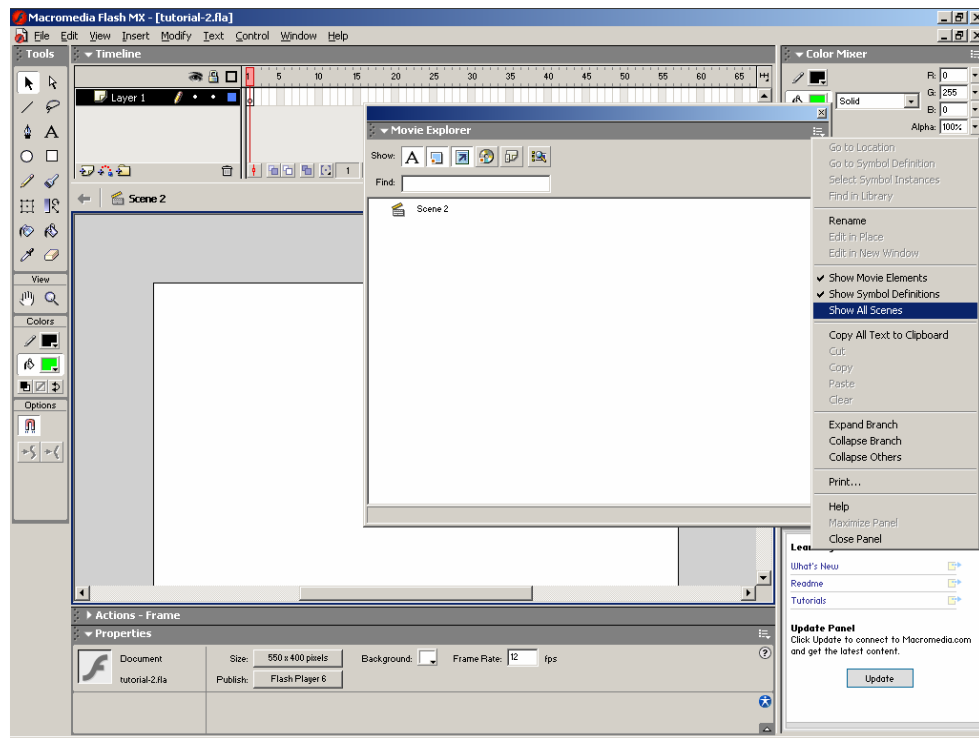 Macromedia Flash MX - [tutorial-2.fla]
File Edit View Insert Modify Text Control Window Help
Tools
Timeline
Color Mixer
1 5 10 15 20 25 30 35 40 45 50 55 60 65
Layer 1
1
Scene 2
R: 0
Solid
G: 255
B: 0
Alpha: 100%
Movie Explorer
Show:
Find:
Scene 2
Go to Location
Go to Symbol Definition
Select Symbol Instances
Find in Library
Rename
Edit in Place
Edit in New Window
Show Movie Elements
Show Symbol Definitions
Show All Scenes
Copy All Text to Clipboard
Cut
Copy
Paste
Clear
Expand Branch
Collapse Branch
Collapse Others
Print...
Help
Maximize Panel
Close Panel
View
Colors
Options
What's New
Readme
Tutorials
Update Panel
Click Update to connect to Macromedia.com
and get the latest content.
Update
Actions - Frame
Properties
Document
tutorial-2.fla
Size: 550 x 400 pixels
Publish: Flash Player 6
Background:
Frame Rate: 12 fps